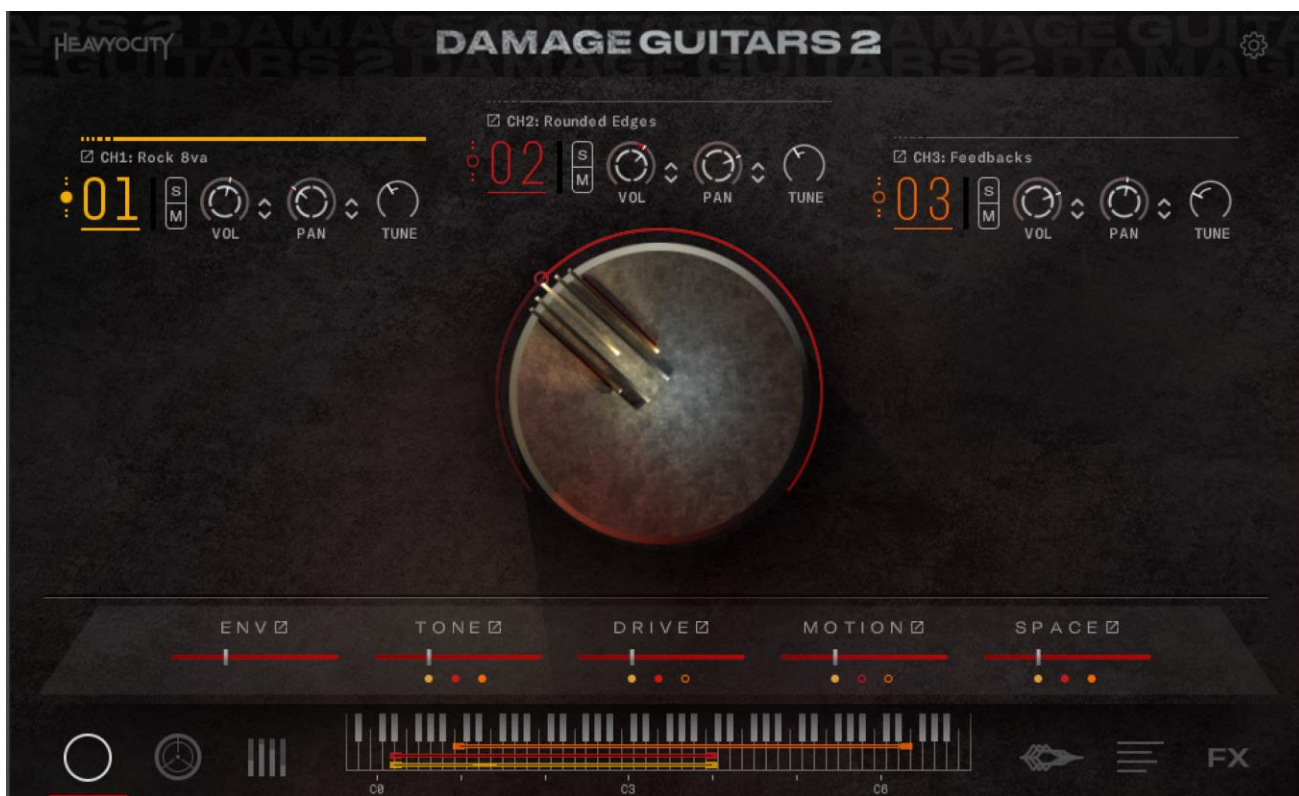 HEAVYOCITY
DAMAGE GUITARS 2
CH1: Rock 8va
01
S
M
VOL
PAN
TUNE
CH2: Rounded Edges
02
S
M
VOL
PAN
TUNE
CH3: Feedbacks
03
S
M
VOL
PAN
TUNE
ENV
TONE
DRIVE
MOTION
SPACE
C0
C3
C6
FX